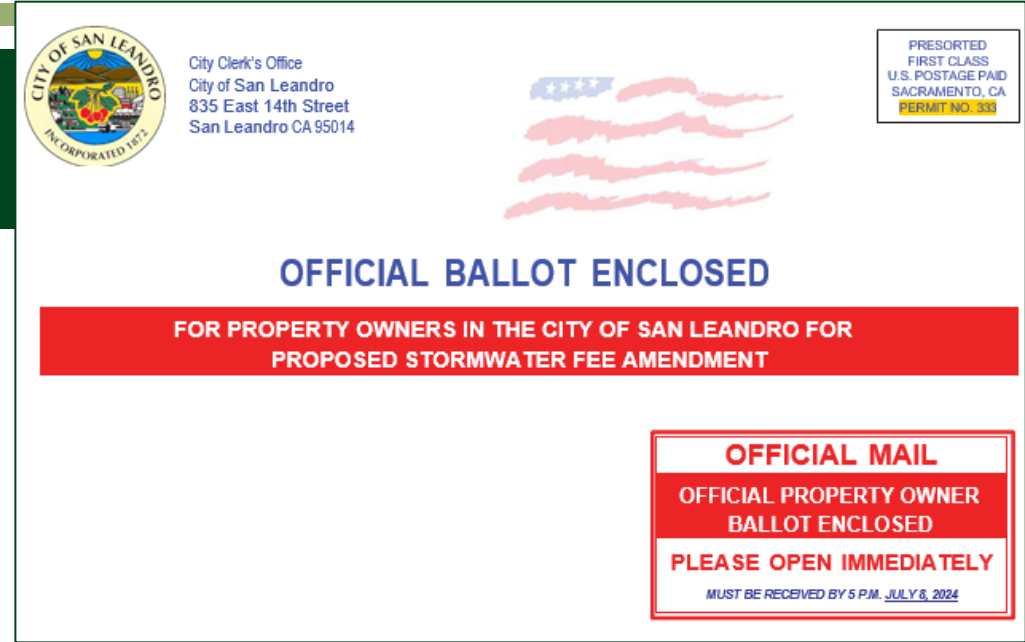 CITY OF SAN LEANDRO
INCORPORATED 1872
City Clerk's Office
City of San Leandro
835 East 14th Street
San Leandro CA 95014
PRESORTED
FIRST CLASS
U.S. POSTAGE PAID
SACRAMENTO, CA
PERMIT NO. 333
OFFICIAL BALLOT ENCLOSED
FOR PROPERTY OWNERS IN THE CITY OF SAN LEANDRO FOR
PROPOSED STORMWATER FEE AMENDMENT
OFFICIAL MAIL
OFFICIAL PROPERTY OWNER
BALLOT ENCLOSED
PLEASE OPEN IMMEDIATELY
MUST BE RECEIVED BY 5 P.M. JULY 8, 2024